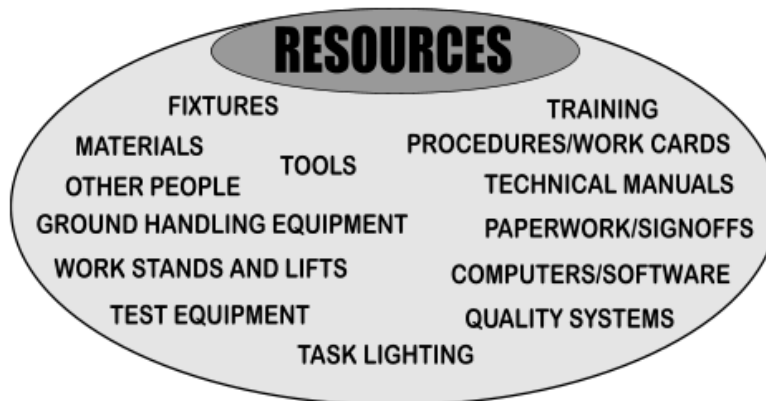 RESOURCES
FIXTURES
TRAINING
MATERIALS
PROCEDURES/WORK CARDS
TOOLS
OTHER PEOPLE
TECHNICAL MANUALS
GROUND HANDLING EQUIPMENT
PAPERWORK/SIGNOFFS
WORK STANDS AND LIFTS
COMPUTERS/SOFTWARE
TEST EQUIPMENT
QUALITY SYSTEMS
TASK LIGHTING